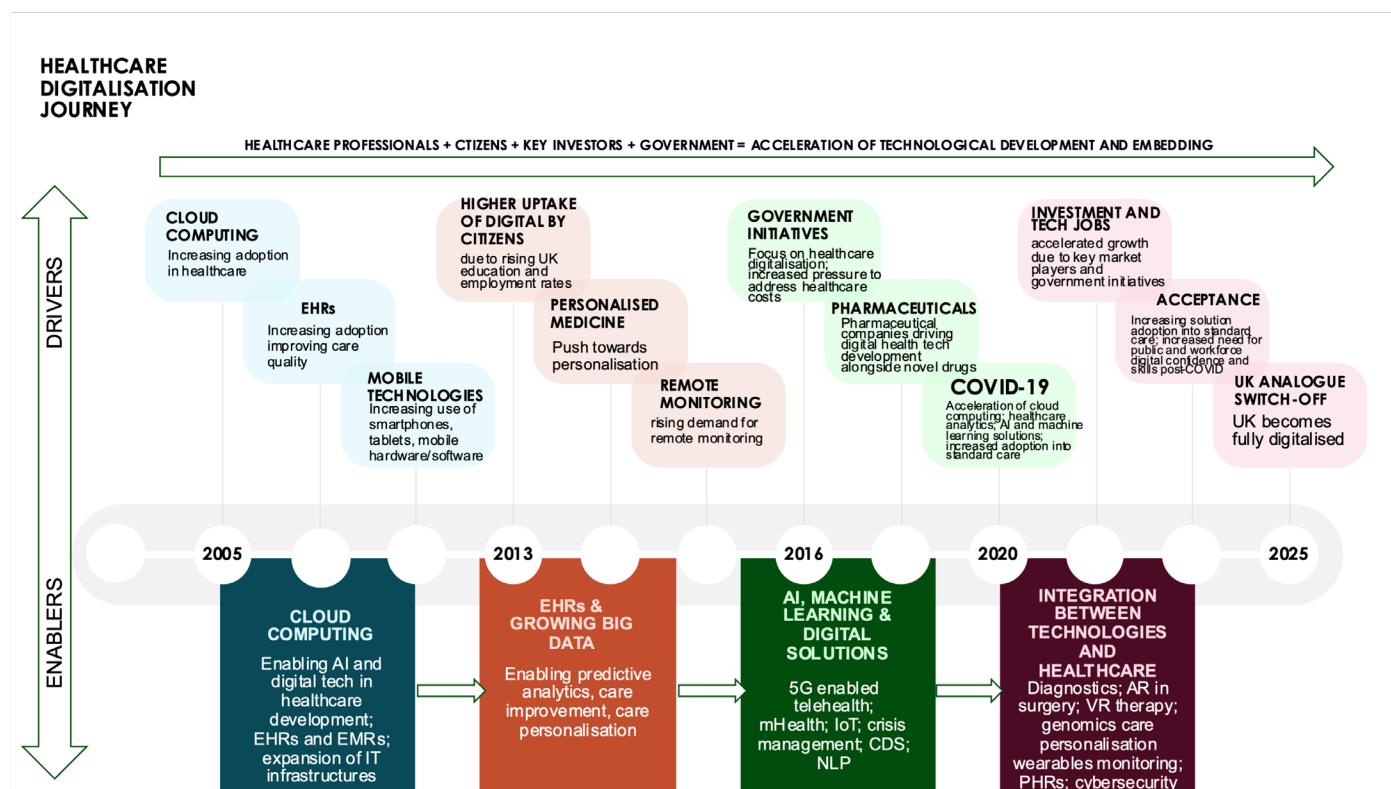 HEALTHCARE
DIGITALISATION
JOURNEY
HEALTHCARE PROFESSIONALS + CTIZENS + KEY INVESTORS + GOVERNMENT = ACCELERATION OF TECHNOLOGICAL DEVELOPMENT AND EMBEDDING
DRIVERS
CLOUD
COMPUTING
Increasing adoption
in healthcare
EHRs
Increasing adoption
improving care
quality
MOBILE
TECHNOLOGIES
Increasing use of
smartphones,
tablets, mobile
hardware/software
HIGHER UPTAKE
OF DIGITAL BY
CITIZENS
due to rising UK
education and
employment rates
PERSONALISED
MEDICINE
Push towards
personalisation
REMOTE
MONITORING
rising demand for
remote monitoring
GOVERNMENT
INITIATIVES
Focus on healthcare
digitalisation;
increased pressure to
address healthcare
costs
PHARMACEUTICALS
Pharmaceutical
companies driving
digital health tech
development
alongside novel drugs
COVID-19
Acceleration of cloud
computing; healthcare
analytics; AI and machine
learning solutions;
increased adoption into
standard care
INVESTMENT AND
TECH JOBS
accelerated growth
due to key market
players and
government initiatives
ACCEPTANCE
Increasing solution
adoption into standard
care; increased need for
public and workforce
digital confidence and
skills post-COVID
UK ANALOGUE
SWITCH-OFF
UK becomes
fully digitalised
2005
2013
2016
2020
2025
ENABLERS
CLOUD
COMPUTING
Enabling AI and
digital tech in
healthcare
development;
EHRs and EMRs;
expansion of IT
infrastructures
EHRs &
GROWING BIG
DATA
Enabling predictive
analytics, care
improvement, care
personalisation
AI, MACHINE
LEARNING &
DIGITAL
SOLUTIONS
5G enabled
telehealth;
mHealth; IoT; crisis
management; CDS;
NLP
INTEGRATION
BETWEEN
TECHNOLOGIES
AND
HEALTHCARE
Diagnostics; AR in
surgery; VR therapy;
genomics care
personalisation
wearables monitoring;
PHRs; cybersecurity